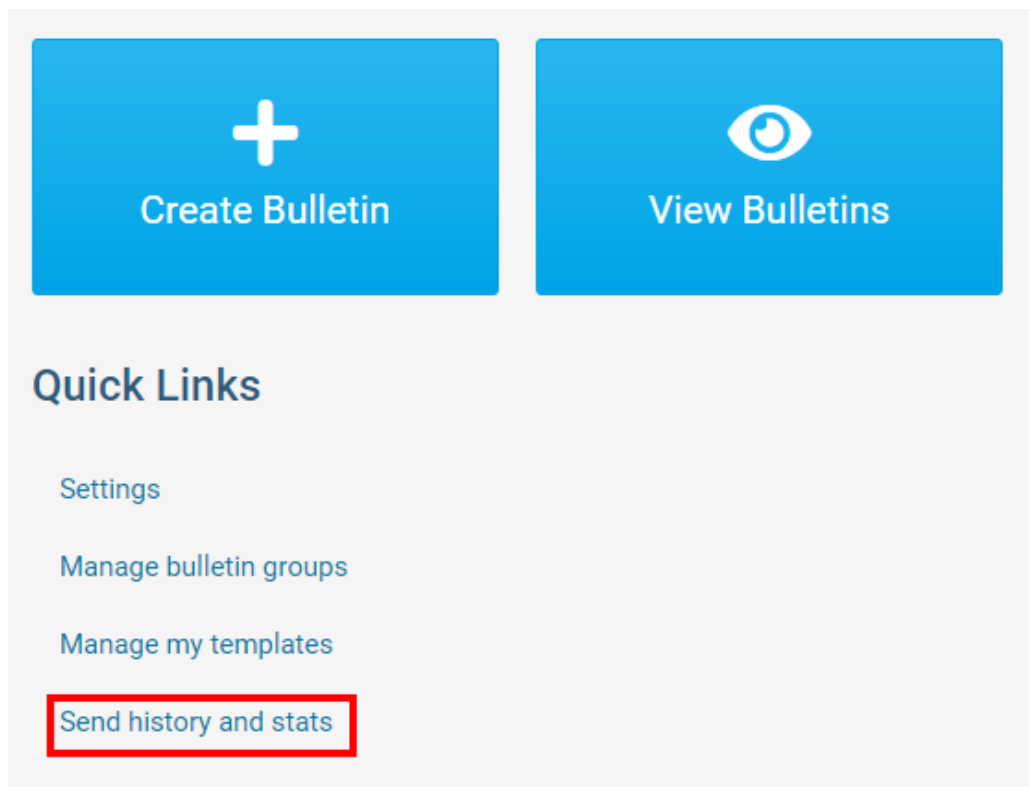 Create Bulletin
View Bulletins
Quick Links
Settings
Manage bulletin groups
Manage my templates
Send history and stats